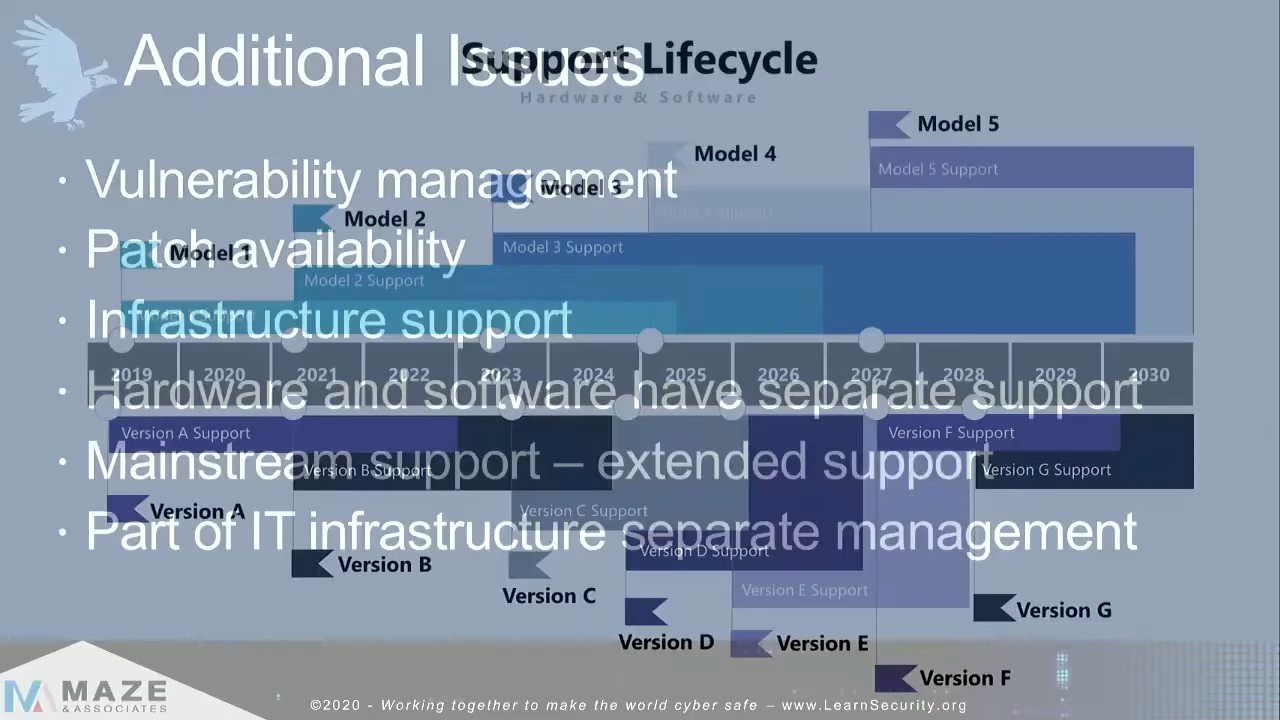 Additional Issues
Support Lifecycle
Hardware & Software
Model 5
Model 5 Support
Model 4
Model 4 Support
Vulnerability management
Model 3
Model 3 Support
Model 2
Model 2 Support
Patch availability
Model 1
Infrastructure support
2019 2020 2021 2022 2023 2024 2025 2026 2027 2028 2029 2030
Hardware and software have separate support
Version A Support
Version F Support
Mainstream support – extended support
Version B Support
Version G Support
Version A
Version C Support
Part of IT infrastructure separate management
Version D Support
Version B
Version E Support
Version C
Version G
Version D
Version E
Version F
MAZE
& ASSOCIATES
©2020 - Working together to make the world cyber safe – www.LearnSecurity.org